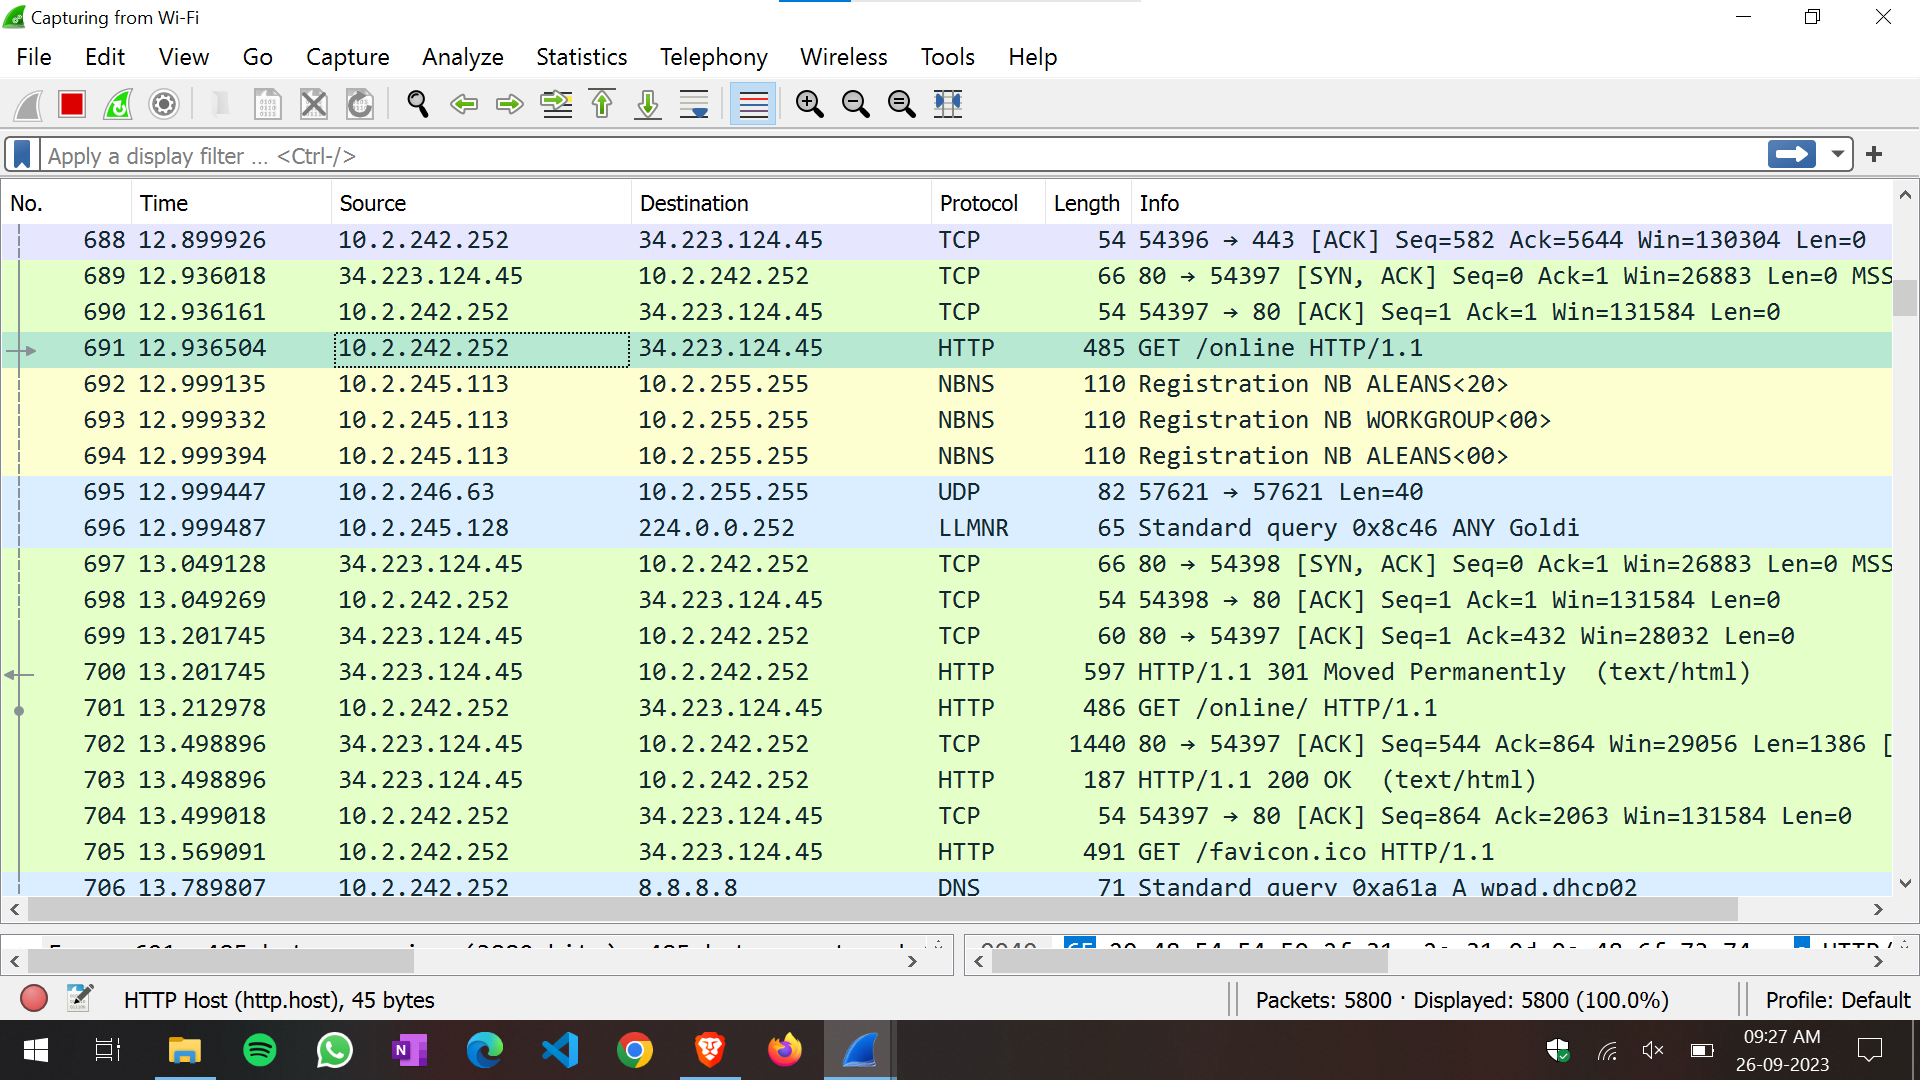 Capturing from Wi-Fi
File Edit View Go Capture Analyze Statistics Telephony Wireless Tools Help
Apply a display filter ... <Ctrl-/>
No. Time Source Destination Protocol Length Info
688 12.899926 10.2.242.252 34.223.124.45 TCP 54 54396 → 443 [ACK] Seq=582 Ack=5644 Win=130304 Len=0
689 12.936018 34.223.124.45 10.2.242.252 TCP 66 80 → 54397 [SYN, ACK] Seq=0 Ack=1 Win=26883 Len=0 MSS
690 12.936161 10.2.242.252 34.223.124.45 TCP 54 54397 → 80 [ACK] Seq=1 Ack=1 Win=131584 Len=0
691 12.936504 10.2.242.252 34.223.124.45 HTTP 485 GET /online HTTP/1.1
692 12.999135 10.2.245.113 10.2.255.255 NBNS 110 Registration NB ALEANS<20>
693 12.999332 10.2.245.113 10.2.255.255 NBNS 110 Registration NB WORKGROUP<00>
694 12.999394 10.2.245.113 10.2.255.255 NBNS 110 Registration NB ALEANS<00>
695 12.999447 10.2.246.63 10.2.255.255 UDP 82 57621 → 57621 Len=40
696 12.999487 10.2.245.128 224.0.0.252 LLMNR 65 Standard query 0x8c46 ANY Goldi
697 13.049128 34.223.124.45 10.2.242.252 TCP 66 80 → 54398 [SYN, ACK] Seq=0 Ack=1 Win=26883 Len=0 MSS
698 13.049269 10.2.242.252 34.223.124.45 TCP 54 54398 → 80 [ACK] Seq=1 Ack=1 Win=131584 Len=0
699 13.201745 34.223.124.45 10.2.242.252 TCP 60 80 → 54397 [ACK] Seq=1 Ack=432 Win=28032 Len=0
700 13.201745 34.223.124.45 10.2.242.252 HTTP 597 HTTP/1.1 301 Moved Permanently (text/html)
701 13.212978 10.2.242.252 34.223.124.45 HTTP 486 GET /online/ HTTP/1.1
702 13.498896 34.223.124.45 10.2.242.252 TCP 1440 80 → 54397 [ACK] Seq=544 Ack=864 Win=29056 Len=1386 [
703 13.498896 34.223.124.45 10.2.242.252 HTTP 187 HTTP/1.1 200 OK (text/html)
704 13.499018 10.2.242.252 34.223.124.45 TCP 54 54397 → 80 [ACK] Seq=864 Ack=2063 Win=131584 Len=0
705 13.569091 10.2.242.252 34.223.124.45 HTTP 491 GET /favicon.ico HTTP/1.1
706 13.789807 10.2.242.252 8.8.8.8 DNS 71 Standard query 0xa61a A wpad.dhcp02
HTTP Host (http.host), 45 bytes
Packets: 5800 · Displayed: 5800 (100.0%)
Profile: Default
09:27 AM
26-09-2023